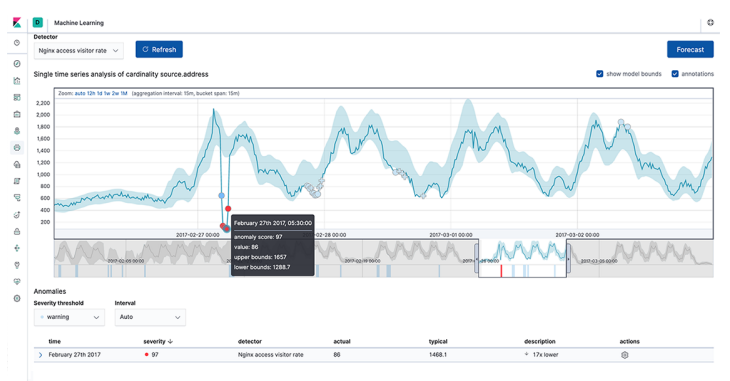 D Machine Learning
Detector
Nginx access visitor rate
Refresh
Forecast
Single time series analysis of cardinality source.address
show model bounds
annotations
Zoom: auto 12h 1d 1w 2w 1M (aggregation interval: 15m, bucket span: 15m)
2,200
2,000
1,800
1,600
1,400
1,200
1,000
800
600
400
200
2017-02-27 00:00
2017-02-28 00:00
2017-03-01 00:00
2017-03-02 00:00
February 27th 2017, 05:30:00
anomaly score: 97
value: 86
upper bounds: 1657
lower bounds: 1288.7
2017-02-05 00:00
2017-02-19 00:00
2017-03-05 00:00
Anomalies
Severity threshold
Interval
warning
Auto
time severity detector actual typical description actions
February 27th 2017 97 Nginx access visitor rate 86 1468.1 17x lower